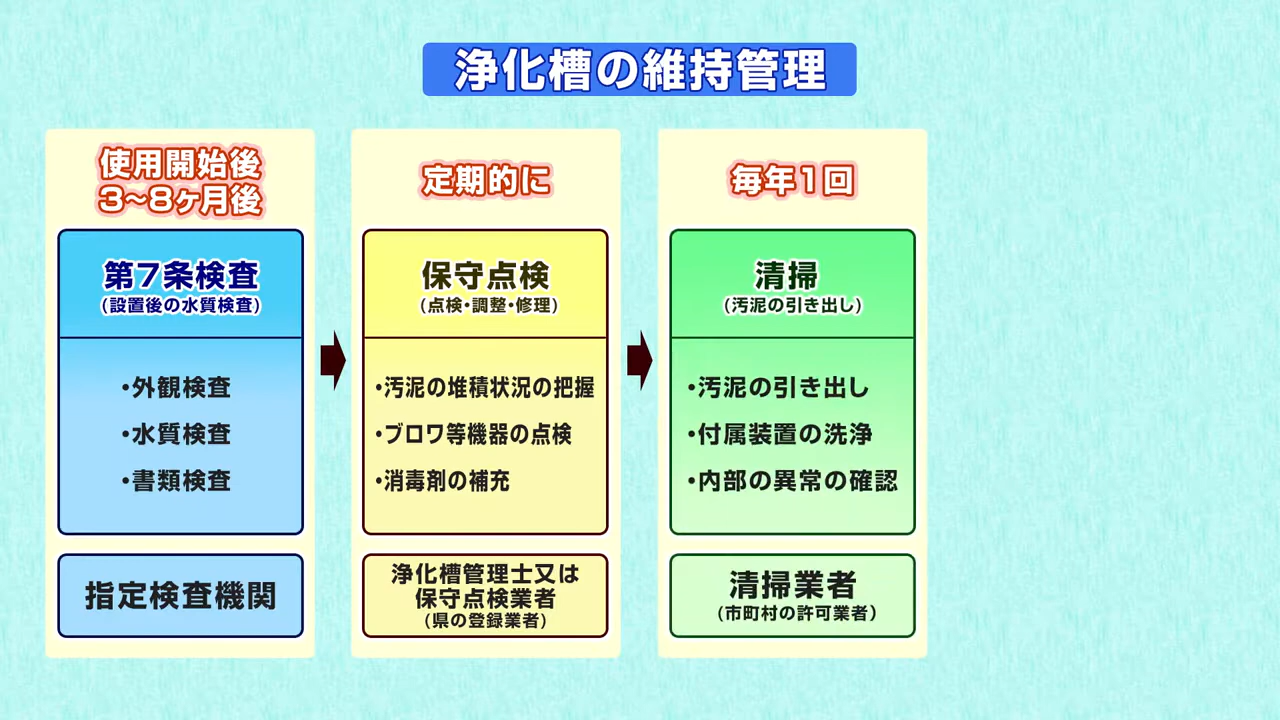 浄化槽の維持管理
使用開始後
3~8ヶ月後
第7条検査
(設置後の水質検査)
・外観検査
・水質検査
・書類検査
指定検査機関
定期的に
保守点検
(点検・調整・修理)
・汚泥の堆積状況の把握
・ブロワ等機器の点検
・消毒剤の補充
浄化槽管理士又は
保守点検業者
(県の登録業者)
毎年1回
清掃
(汚泥の引き出し)
・汚泥の引き出し
・付属装置の洗浄
・内部の異常の確認
清掃業者
(市町村の許可業者)